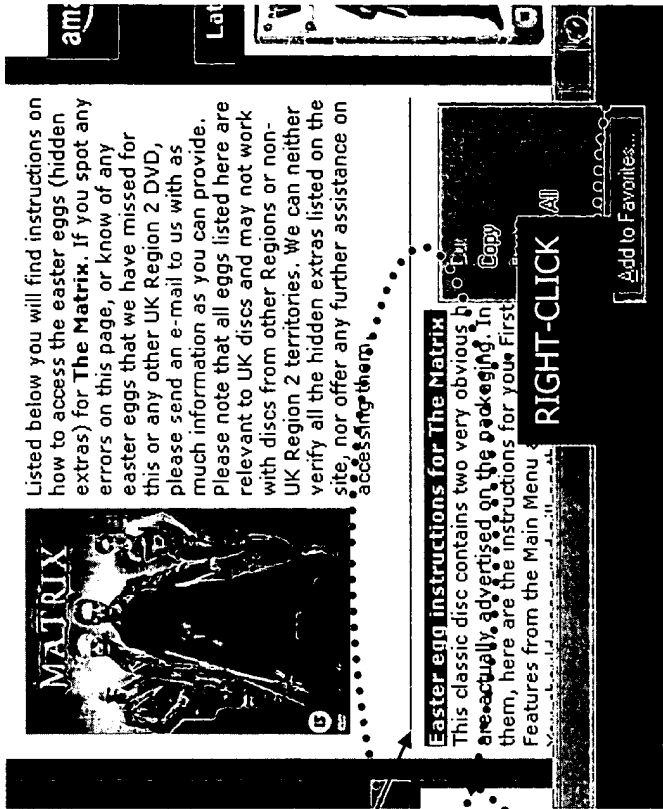 ama
Lat
MATRIX
15
Listed below you will find instructions on
how to access the easter eggs (hidden
extras) for The Matrix. If you spot any
errors on this page, or know of any
easter eggs that we have missed for
this or any other UK Region 2 DVD,
please send an e-mail to us with as
much information as you can provide.
Please note that all eggs listed here are
relevant to UK discs and may not work
with discs from other Regions or non-
UK Region 2 territories. We can neither
verify all the hidden extras listed on the
site, nor offer any further assistance on
accessing them.
Easter egg instructions for The Matrix
This classic disc contains two very obvious h
are actually advertised on the packaging. In
them, here are the instructions for you. First
Features from the Main Menu
Cut
Copy
All
RIGHT-CLICK
Add to Favorites...